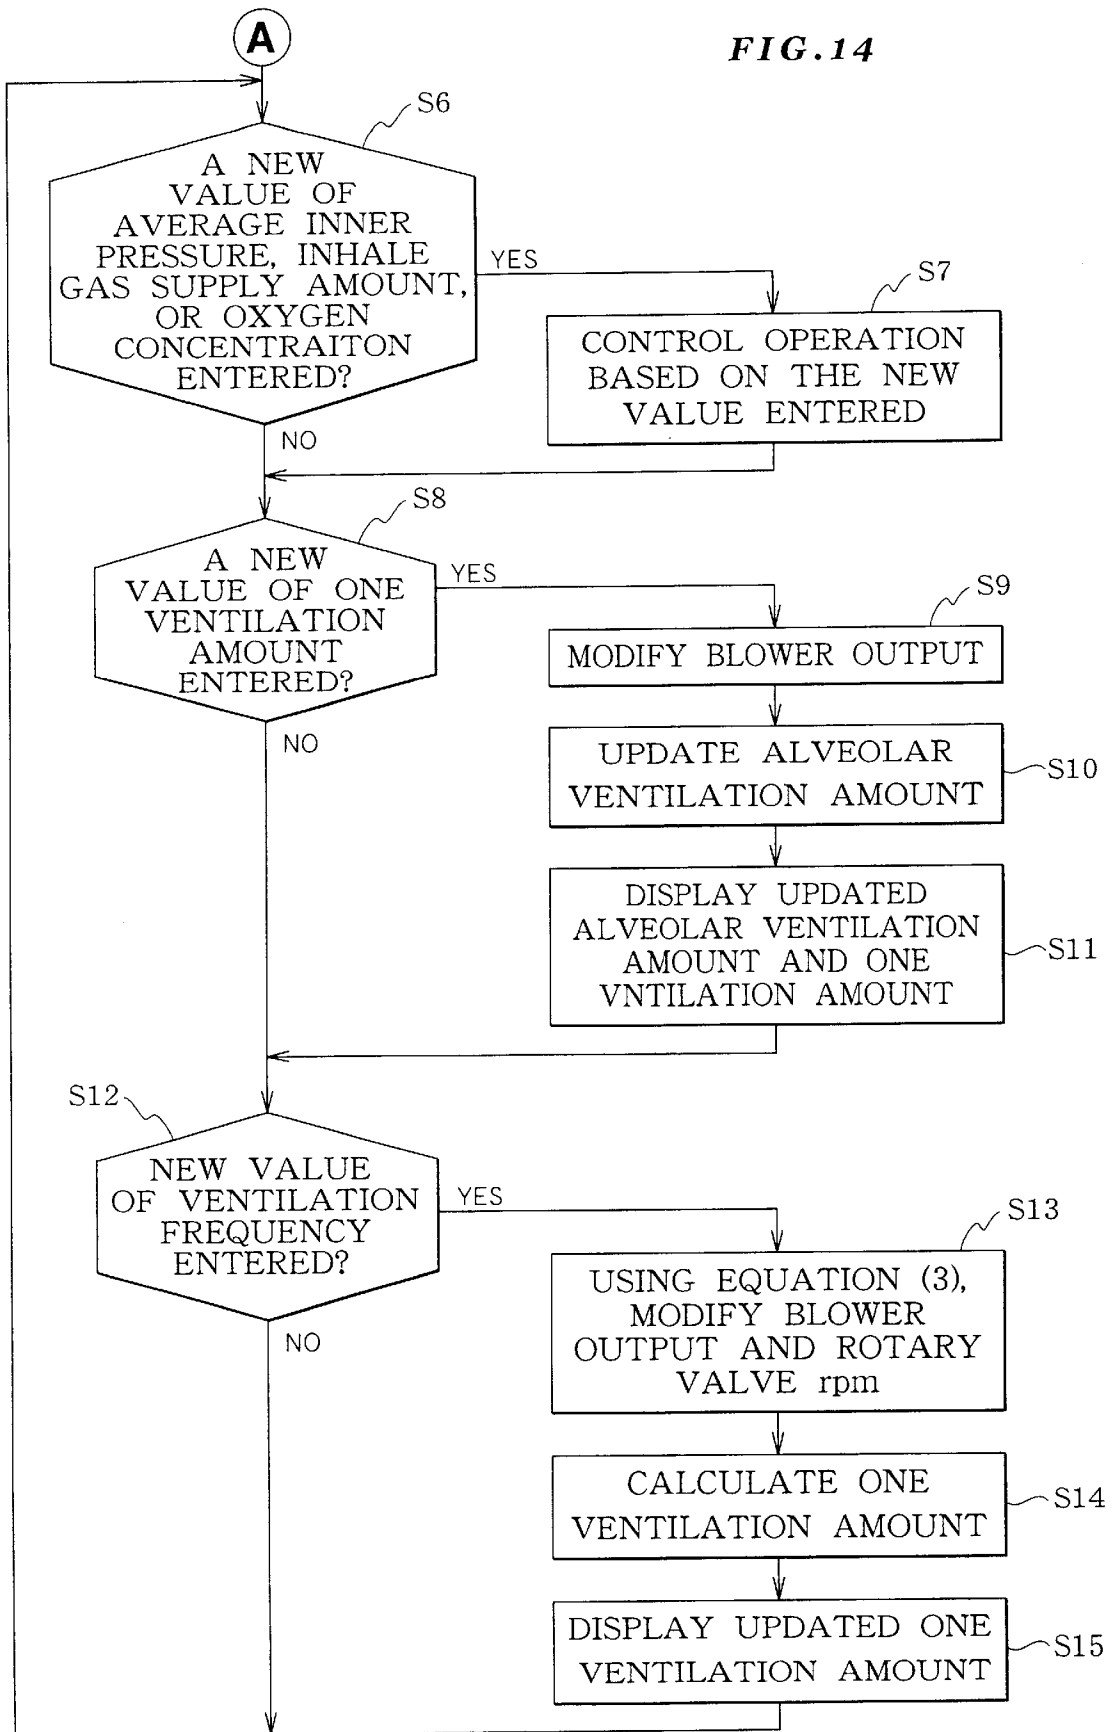 A
FIG.14
S6
A NEW
VALUE OF
AVERAGE INNER
PRESSURE, INHALE
GAS SUPPLY AMOUNT,
OR OXYGEN
CONCENTRAITON
ENTERED?
YES
NO
S7
CONTROL OPERATION
BASED ON THE NEW
VALUE ENTERED
S8
A NEW
VALUE OF ONE
VENTILATION
AMOUNT
ENTERED?
YES
NO
S9
MODIFY BLOWER OUTPUT
UPDATE ALVEOLAR
VENTILATION AMOUNT
S10
DISPLAY UPDATED
ALVEOLAR VENTILATION
AMOUNT AND ONE
VNTILATION AMOUNT
S11
S12
NEW VALUE
OF VENTILATION
FREQUENCY
ENTERED?
YES
NO
S13
USING EQUATION (3),
MODIFY BLOWER
OUTPUT AND ROTARY
VALVE rpm
CALCULATE ONE
VENTILATION AMOUNT
S14
DISPLAY UPDATED ONE
VENTILATION AMOUNT
S15